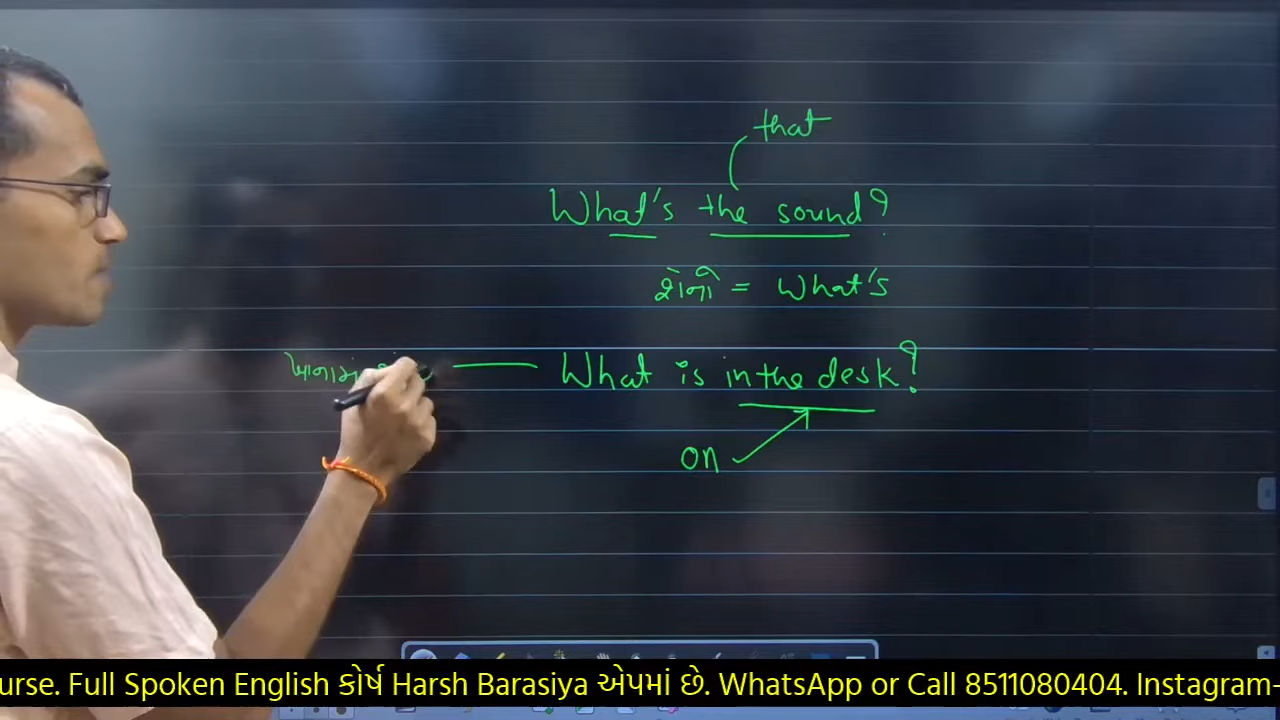 that
What's the sound?
શેનો = What's
ખાનામાં What is in the desk?
on
urse. Full Spoken English કોર્ષ Harsh Barasiya એપમાં છે. WhatsApp or Call 8511080404. Instagram-